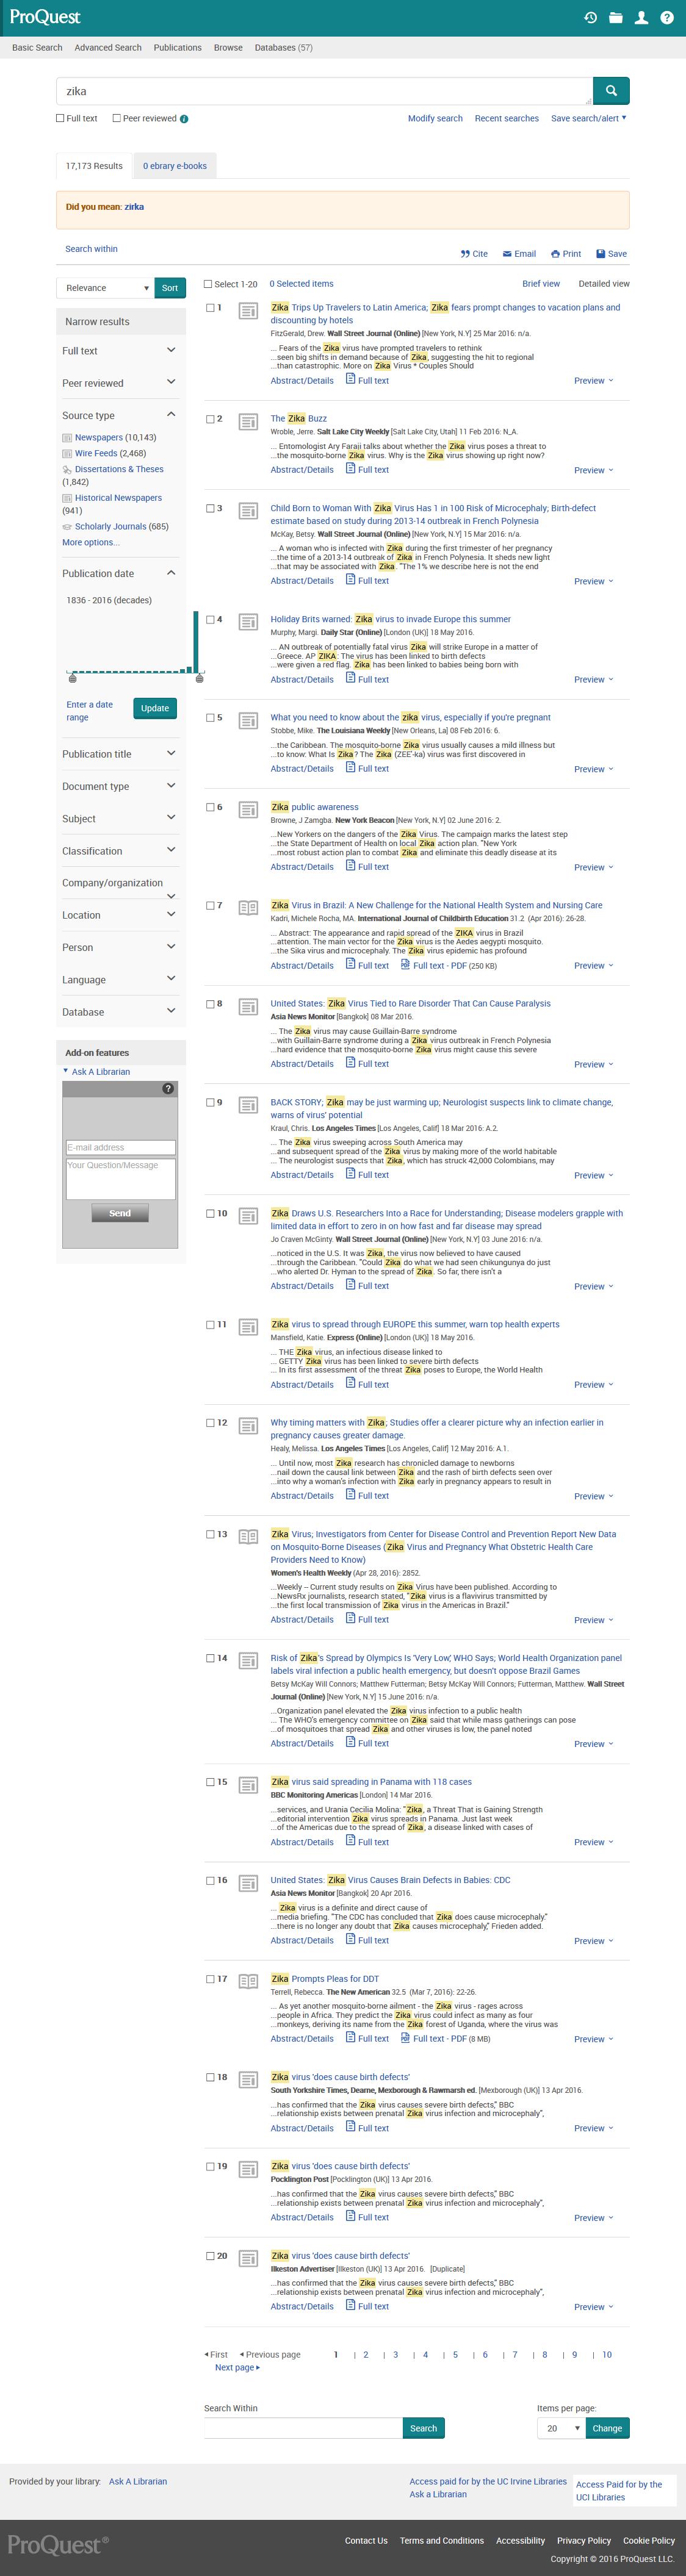 ProQuest
Basic Search Advanced Search Publications Browse Databases (57)
zika
Full text Peer reviewed
Modify search Recent searches Save search/alert
17,173 Results 0 ebrary e-books
Did you mean: zirka
Search within
Cite Email Print Save
Relevance Sort
Narrow results
Full text
Peer reviewed
Source type
Newspapers (10,143)
Wire Feeds (2,468)
Dissertations & Theses
(1,842)
Historical Newspapers
(941)
Scholarly Journals (685)
More options...
Publication date
1836 - 2016 (decades)
Enter a date
range
Update
Publication title
Document type
Subject
Classification
Company/organization
Location
Person
Language
Database
Add-on features
Ask A Librarian
?
E-mail address
Your Question/Message
Send
Select 1-20 0 Selected items Brief view Detailed view
1
Zika Trips Up Travelers to Latin America; Zika fears prompt changes to vacation plans and
discounting by hotels
FitzGerald, Drew. Wall Street Journal (Online) [New York, N.Y] 25 Mar 2016: n/a.
... Fears of the Zika virus have prompted travelers to rethink
...seen big shifts in demand because of Zika, suggesting the hit to regional
...than catastrophic. More on Zika Virus * Couples Should
Abstract/Details Full text Preview
2
The Zika Buzz
Wroble, Jerre. Salt Lake City Weekly [Salt Lake City, Utah] 11 Feb 2016: N_A.
... Entomologist Ary Faraji talks about whether the Zika virus poses a threat to
...the mosquito-borne Zika virus. Why is the Zika virus showing up right now?
Abstract/Details Full text Preview
3
Child Born to Woman With Zika Virus Has 1 in 100 Risk of Microcephaly; Birth-defect
estimate based on study during 2013-14 outbreak in French Polynesia
McKay, Betsy. Wall Street Journal (Online) [New York, N.Y] 15 Mar 2016: n/a.
... A woman who is infected with Zika during the first trimester of her pregnancy
...the time of a 2013-14 outbreak of Zika in French Polynesia. It sheds new light
...that may be associated with Zika. "The 1% we describe here is not the end
Abstract/Details Full text Preview
4
Holiday Brits warned: Zika virus to invade Europe this summer
Murphy, Margi. Daily Star (Online) [London (UK)] 18 May 2016.
... AN outbreak of potentially fatal virus Zika will strike Europe in a matter of
...Greece. AP ZIKA: The virus has been linked to birth defects
...were given a red flag. Zika has been linked to babies being born with
Abstract/Details Full text Preview
5
What you need to know about the zika virus, especially if you're pregnant
Stobbe, Mike. The Louisiana Weekly [New Orleans, La] 08 Feb 2016: 6.
...the Caribbean. The mosquito-borne Zika virus usually causes a mild illness but
...to know: What Is Zika? The Zika (ZEE'-ka) virus was first discovered in
Abstract/Details Full text Preview
6
Zika public awareness
Browne, J Zamgba. New York Beacon [New York, N.Y] 02 June 2016: 2.
...New Yorkers on the dangers of the Zika Virus. The campaign marks the latest step
...the State Department of Health on local Zika action plan. "New York
...most robust action plan to combat Zika and eliminate this deadly disease at its
Abstract/Details Full text Preview
7
Zika Virus in Brazil: A New Challenge for the National Health System and Nursing Care
Kadri, Michele Rocha, MA. International Journal of Childbirth Education 31.2 (Apr 2016): 26-28.
... Abstract: The appearance and rapid spread of the ZIKA virus in Brazil
...attention. The main vector for the Zika virus is the Aedes aegypti mosquito.
...the Sika virus and microcephaly. The Zika virus epidemic has profound
Abstract/Details Full text Full text - PDF (250 KB) Preview
8
United States: Zika Virus Tied to Rare Disorder That Can Cause Paralysis
Asia News Monitor [Bangkok] 08 Mar 2016.
... The Zika virus may cause Guillain-Barre syndrome
...with Guillain-Barre syndrome during a Zika virus outbreak in French Polynesia
...hard evidence that the mosquito-borne Zika virus might cause this severe
Abstract/Details Full text Preview
9
BACK STORY; Zika may be just warming up; Neurologist suspects link to climate change,
warns of virus' potential
Kraul, Chris. Los Angeles Times [Los Angeles, Calif] 18 Mar 2016: A.2.
... The Zika virus sweeping across South America may
...and subsequent spread of the Zika virus by making more of the world habitable
... The neurologist suspects that Zika, which has struck 42,000 Colombians, may
Abstract/Details Full text Preview
10
Zika Draws U.S. Researchers Into a Race for Understanding; Disease modelers grapple with
limited data in effort to zero in on how fast and far disease may spread
Jo Craven McGinty. Wall Street Journal (Online) [New York, N.Y] 03 June 2016: n/a.
...noticed in the U.S. It was Zika, the virus now believed to have caused
...through the Caribbean. "Could Zika do what we had seen chikungunya do just
...who alerted Dr. Hyman to the spread of Zika. So far, there isn't a
Abstract/Details Full text Preview
11
Zika virus to spread through EUROPE this summer, warn top health experts
Mansfield, Katie. Express (Online) [London (UK)] 18 May 2016.
... THE Zika virus, an infectious disease linked to
... GETTY Zika virus has been linked to severe birth defects
... In its first assessment of the threat Zika poses to Europe, the World Health
Abstract/Details Full text Preview
12
Why timing matters with Zika; Studies offer a clearer picture why an infection earlier in
pregnancy causes greater damage.
Healy, Melissa. Los Angeles Times [Los Angeles, Calif] 12 May 2016: A.1.
... Until now, most Zika research has chronicled damage to newborns
...nail down the causal link between Zika and the rash of birth defects seen over
...into why a woman's infection with Zika early in pregnancy appears to result in
Abstract/Details Full text Preview
13
Zika Virus; Investigators from Center for Disease Control and Prevention Report New Data
on Mosquito-Borne Diseases (Zika Virus and Pregnancy What Obstetric Health Care
Providers Need to Know)
Women's Health Weekly (Apr 28, 2016): 2852.
...Weekly -- Current study results on Zika Virus have been published. According to
...NewsRx journalists, research stated, "Zika virus is a flavivirus transmitted by
...the first local transmission of Zika virus in the Americas in Brazil."
Abstract/Details Full text Preview
14
Risk of Zika's Spread by Olympics Is 'Very Low,' WHO Says; World Health Organization panel
labels viral infection a public health emergency, but doesn't oppose Brazil Games
Betsy McKay Will Connors; Matthew Futterman; Betsy McKay Will Connors; Futterman, Matthew. Wall Street
Journal (Online) [New York, N.Y] 15 June 2016: n/a.
...Organization panel elevated the Zika virus infection to a public health
... The WHO's emergency committee on Zika said that while mass gatherings can pose
...of mosquitoes that spread Zika and other viruses is low, the panel noted
Abstract/Details Full text Preview
15
Zika virus said spreading in Panama with 118 cases
BBC Monitoring Americas [London] 14 Mar 2016.
...services, and Urania Cecilia Molina: "Zika, a Threat That is Gaining Strength
...editorial intervention Zika virus spreads in Panama. Just last week
...of the Americas due to the spread of Zika, a disease linked with cases of
Abstract/Details Full text Preview
16
United States: Zika Virus Causes Brain Defects in Babies: CDC
Asia News Monitor [Bangkok] 20 Apr 2016.
... Zika virus is a definite and direct cause of
...media briefing. "The CDC has concluded that Zika does cause microcephaly."
...there is no longer any doubt that Zika causes microcephaly," Frieden added.
Abstract/Details Full text Preview
17
Zika Prompts Pleas for DDT
Terrell, Rebecca. The New American 32.5 (Mar 7, 2016): 22-26.
... As yet another mosquito-borne ailment - the Zika virus - rages across
...people in Africa. They predict the Zika virus could infect as many as four
...monkeys, deriving its name from the Zika forest of Uganda, where the virus was
Abstract/Details Full text Full text - PDF (8 MB) Preview
18
Zika virus 'does cause birth defects'
South Yorkshire Times, Dearne, Mexborough & Rawmarsh ed. [Mexborough (UK)] 13 Apr 2016.
...has confirmed that the Zika virus causes severe birth defects," BBC
...relationship exists between prenatal Zika virus infection and microcephaly",
Abstract/Details Full text Preview
19
Zika virus 'does cause birth defects'
Pocklington Post [Pocklington (UK)] 13 Apr 2016.
...has confirmed that the Zika virus causes severe birth defects," BBC
...relationship exists between prenatal Zika virus infection and microcephaly",
Abstract/Details Full text Preview
20
Zika virus 'does cause birth defects'
Ilkeston Advertiser [Ilkeston (UK)] 13 Apr 2016. [Duplicate]
...has confirmed that the Zika virus causes severe birth defects," BBC
...relationship exists between prenatal Zika virus infection and microcephaly",
Abstract/Details Full text Preview
First Previous page 1 | 2 | 3 | 4 | 5 | 6 | 7 | 8 | 9 | 10
Next page
Search Within Items per page:
Search 20 Change
Provided by your library: Ask A Librarian
Access paid for by the UC Irvine Libraries
Ask a Librarian
Access Paid for by the
UCI Libraries
ProQuest®
Contact Us Terms and Conditions Accessibility Privacy Policy Cookie Policy
Copyright © 2016 ProQuest LLC.